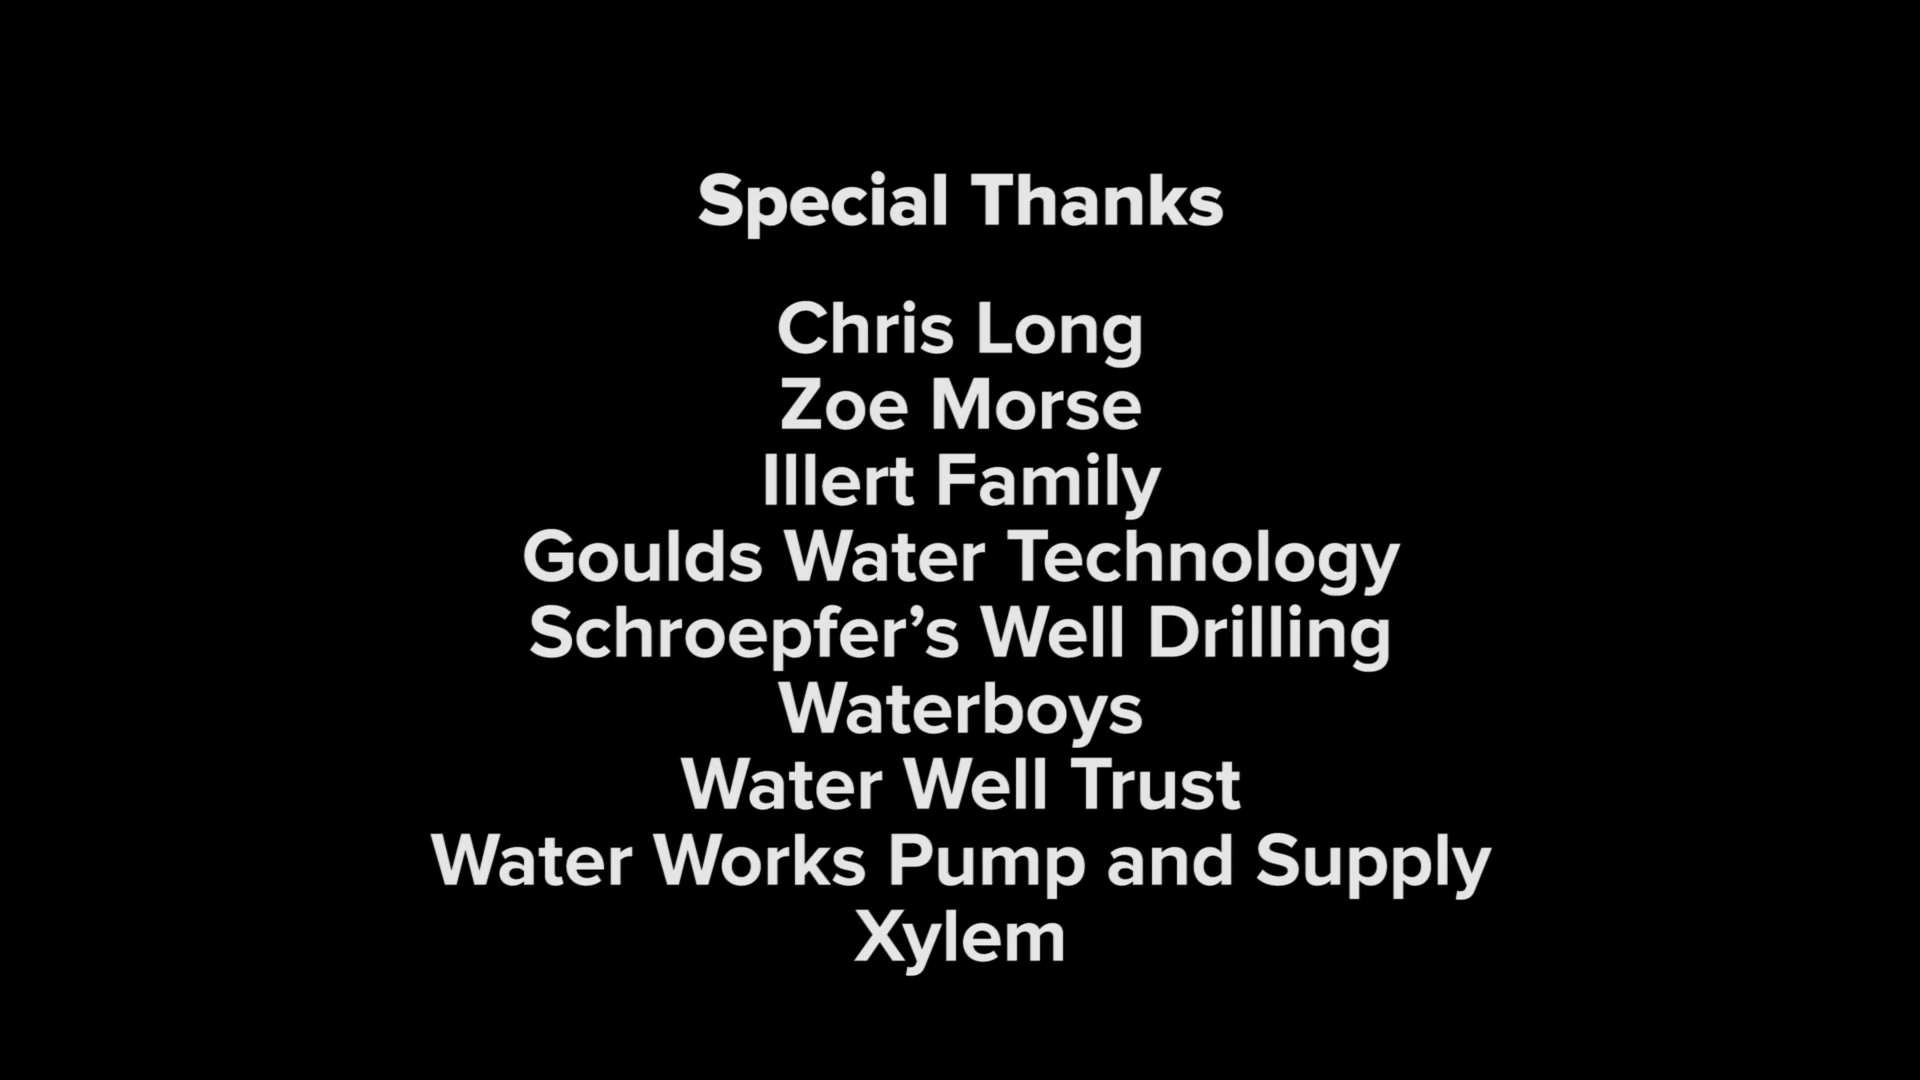 Special Thanks
Chris Long
Zoe Morse
Illert Family
Goulds Water Technology
Schroepfer’s Well Drilling
Waterboys
Water Well Trust
Water Works Pump and Supply
Xylem